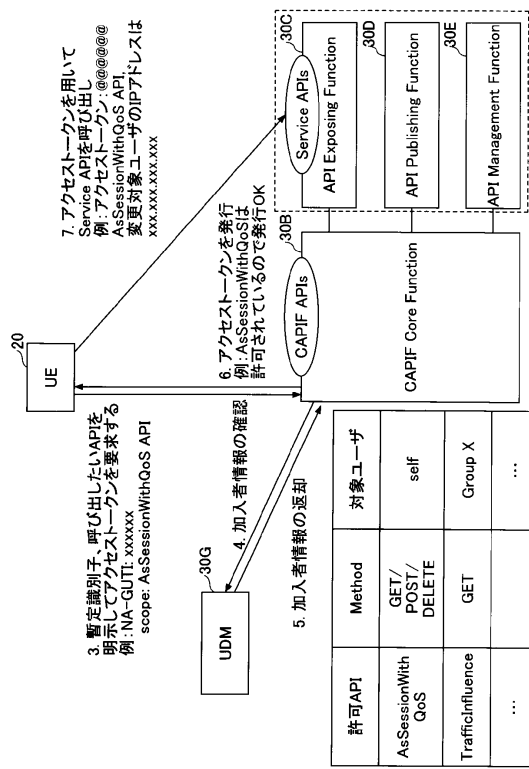 7. アクセストークンを用いて
Service APIを呼び出し
例：アクセストークン：@@@@@@
AsSessionWithQoS API,
変更対象ユーザのIPアドレスは
xxx.xxx.xxx.xxx
20
UE
3. 暫定識別子、呼び出したいAPIを
明示してアクセストークンを要求する
例：NA-GUTI: xxxxxx
scope: AsSessionWithQoS API
6. アクセストークンを発行
例：AsSessionWithQoSは
許可されているので発行OK
4. 加入者情報の確認
5. 加入者情報の返却
30G
UDM
30B
CAPIF APIs
CAPIF Core Function
30C
Service APIs
API Exposing Function
30D
API Publishing Function
30E
API Management Function
許可API Method 対象ユーザ
AsSessionWith
QoS
GET/
POST/
DELETE
self
TrafficInfluence GET Group X
... ... ...